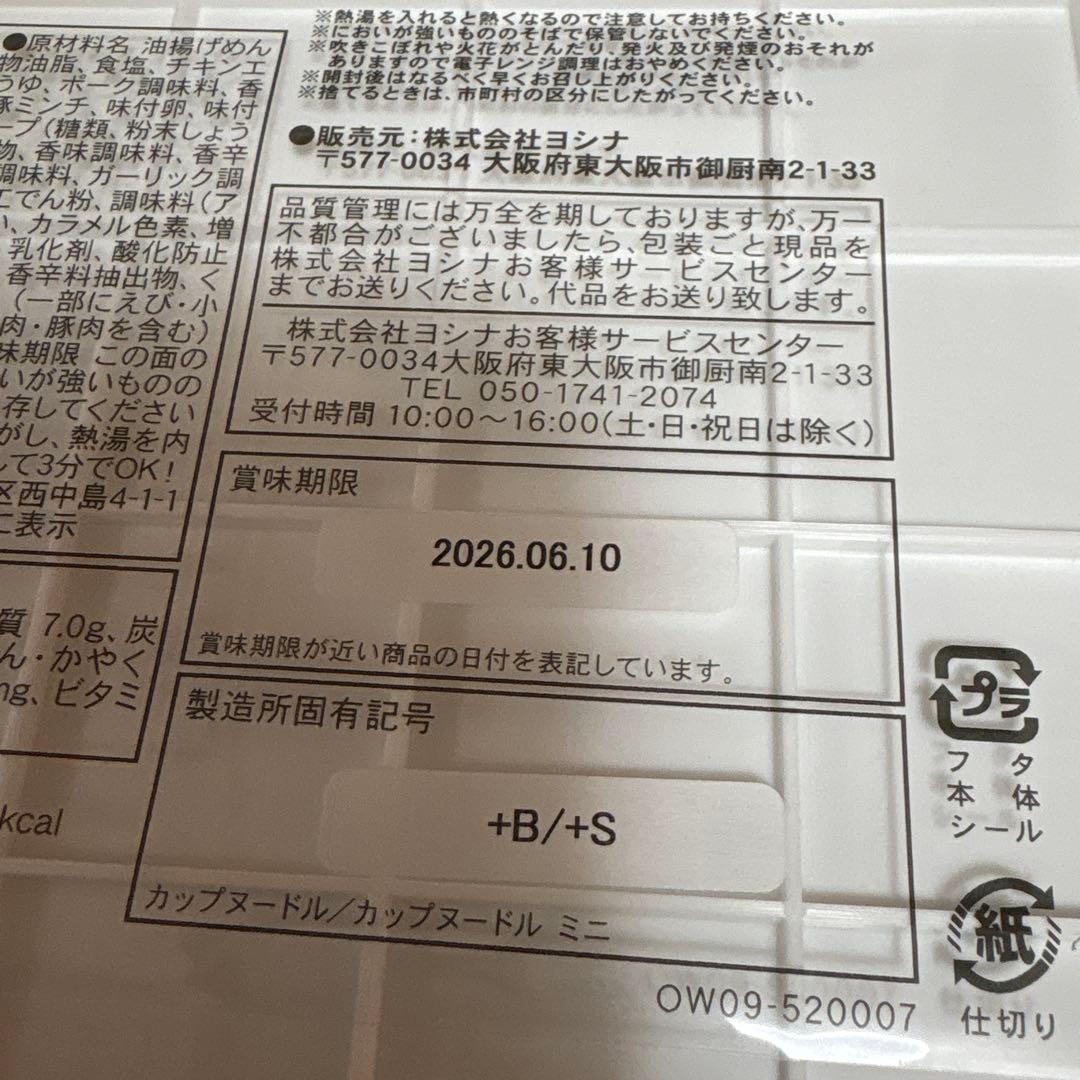 ●原材料名 油揚げめん
物油脂、食塩、チキンエ
うゆ、ポーク調味料、香
豚ミンチ、味付卵、味付
ープ(糖類、粉末しょう
物、香味調味料、香辛
調味料、ガーリック調
工でん粉、調味料(ア
い、カラメル色素、増
乳化剤、酸化防止
香辛料抽出物、く
(一部にえび・小
肉・豚肉を含む)
味期限 この面の
いが強いものの
存してください
がし、熱湯を内
して3分でOK!
区西中島4-1-1
に表示
質 7.0g、炭
ん・かやく
mg、ビタミ
kcal
※熱湯を入れると熱くなるので注意してお持ちください。
※においが強いもののそばで保管しないでください。
※吹きこぼれや火花がとんだり、発火及び発煙のおそれが
ありますので電子レンジ調理はおやめください。
※開封後はなるべく早くお召し上がりください。
※捨てるときは、市町村の区分にしたがってください。
●販売元:株式会社ヨシナ
〒577-0034 大阪府東大阪市御厨南2-1-33
品質管理には万全を期しておりますが、万一
不都合がございましたら、包装ごと現品を
株式会社ヨシナお客様サービスセンター
までお送りください。代品をお送り致します。
株式会社ヨシナお客様サービスセンター
〒577-0034大阪府東大阪市御厨南2-1-33
TEL 050-1741-2074
受付時間 10:00～16:00(土・日・祝日は除く)
賞味期限
2026.06.10
賞味期限が近い商品の日付を表記しています。
製造所固有記号
+B/+S
カップヌードル/カップヌードル ミニ
OW09-520007
プラ
フタ
本体
シール
紙
仕切り